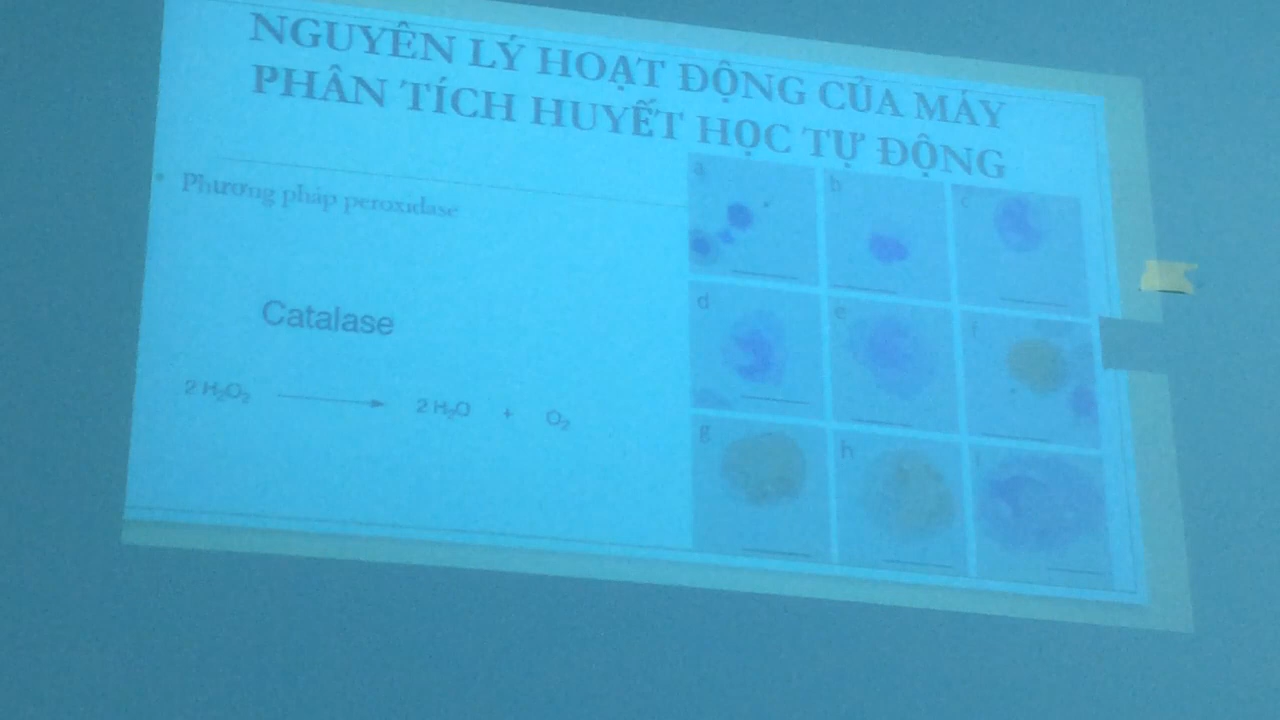 NGUYÊN LÝ HOẠT ĐỘNG CỦA MÁY
PHÂN TÍCH HUYẾT HỌC TỰ ĐỘNG
Phương pháp peroxidase
Catalase
2 H₂O₂ → 2 H₂O + O₂
a b c
d e f
g h i